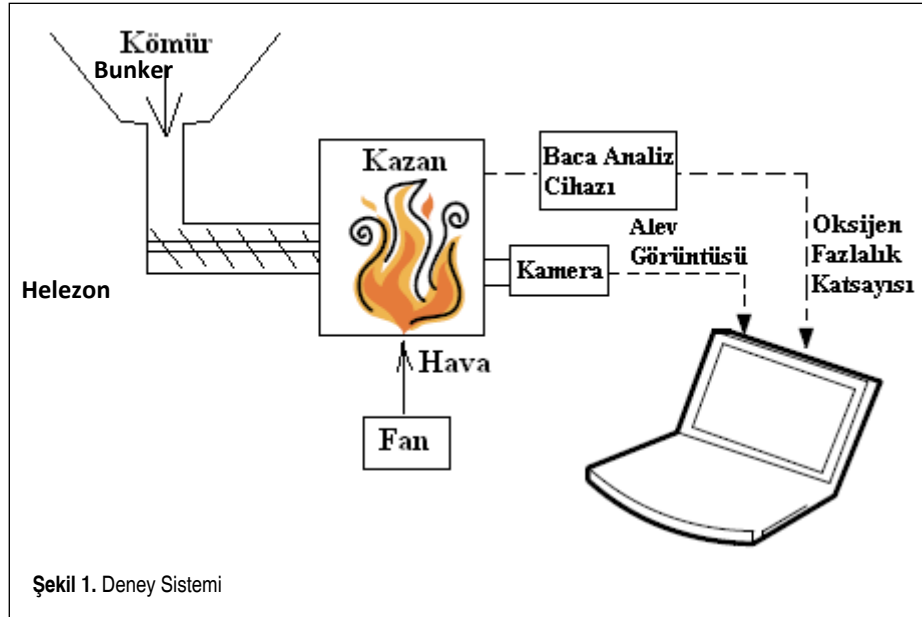 Kömür
Bunker
Helezon
Kazan
Hava
Fan
Baca Analiz
Cihazı
Kamera
Alev
Görüntüsü
Oksijen
Fazlalık
Katsayısı
Şekil 1. Deney Sistemi